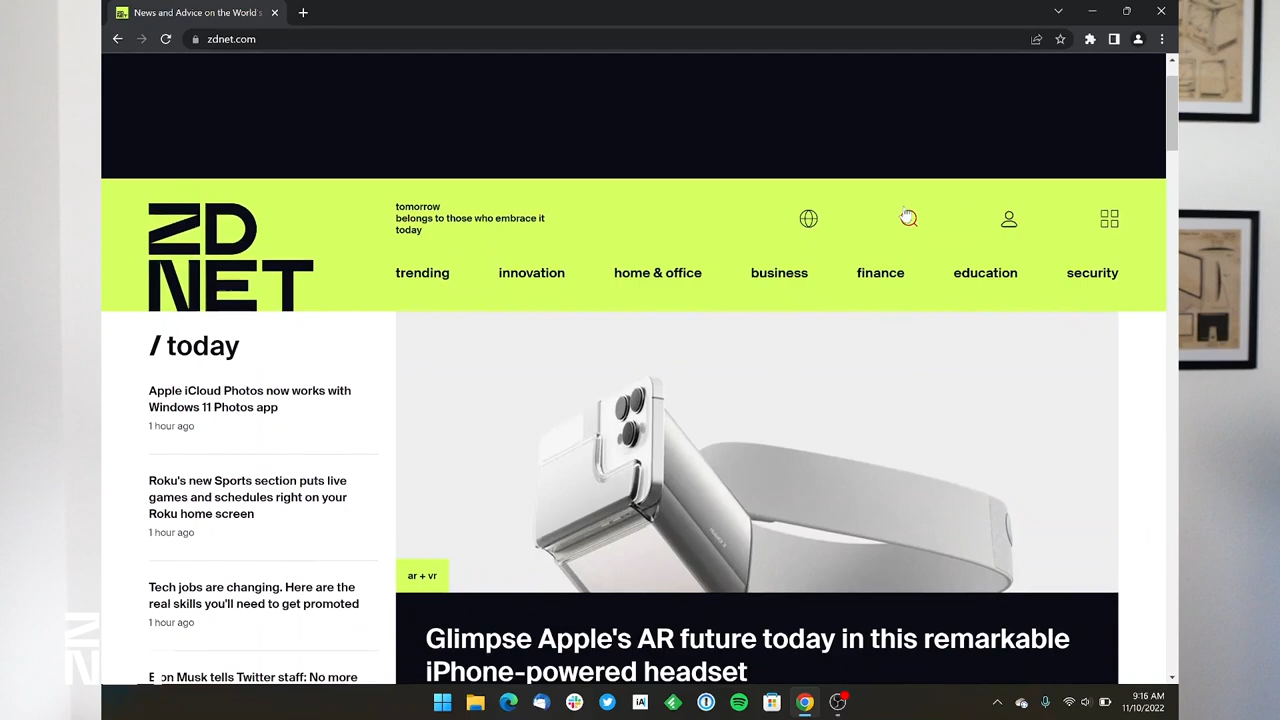 News and Advice on the World's
zdnet.com
ZD
NET
tomorrow
belongs to those who embrace it
today
trending innovation home & office business finance education security
/ today
Apple iCloud Photos now works with
Windows 11 Photos app
1 hour ago
Roku's new Sports section puts live
games and schedules right on your
Roku home screen
1 hour ago
Tech jobs are changing. Here are the
real skills you'll need to get promoted
1 hour ago
Elon Musk tells Twitter staff: No more
ar + vr
Glimpse Apple's AR future today in this remarkable
iPhone-powered headset
ZD
NET
iA
9:16 AM
11/10/2022